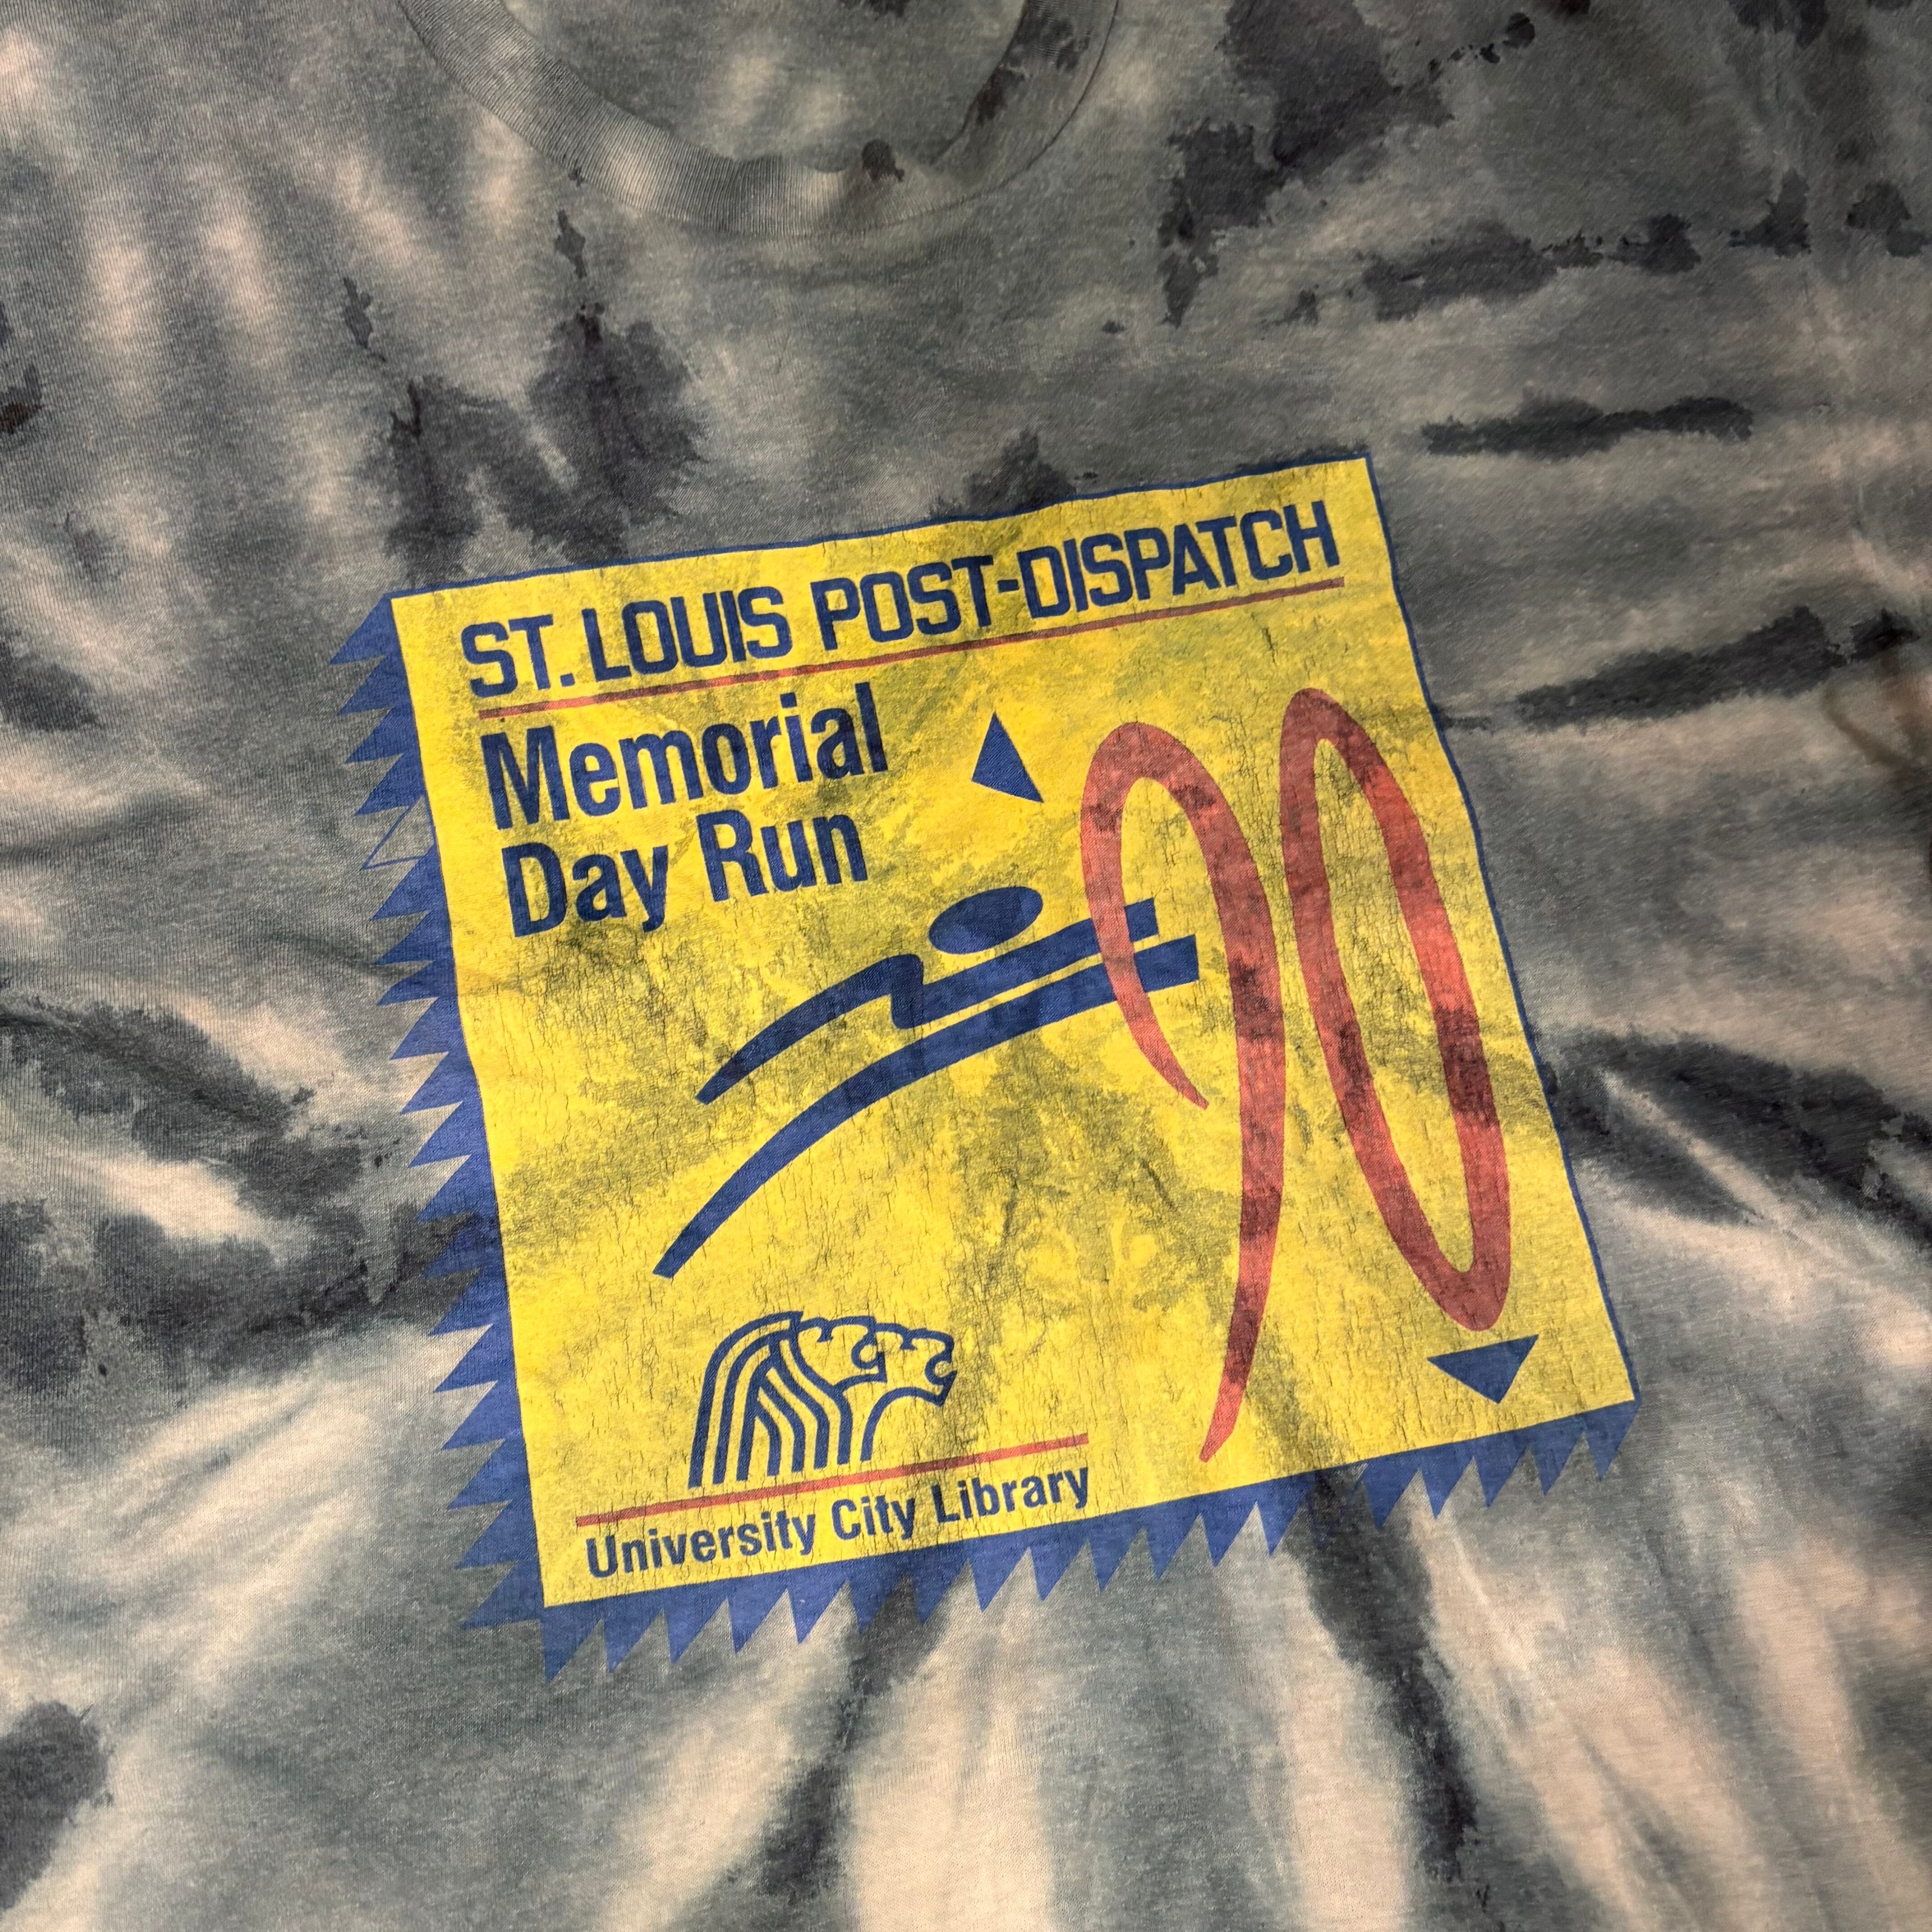 ST. LOUIS POST-DISPATCH
Memorial
Day Run
90
University City Library